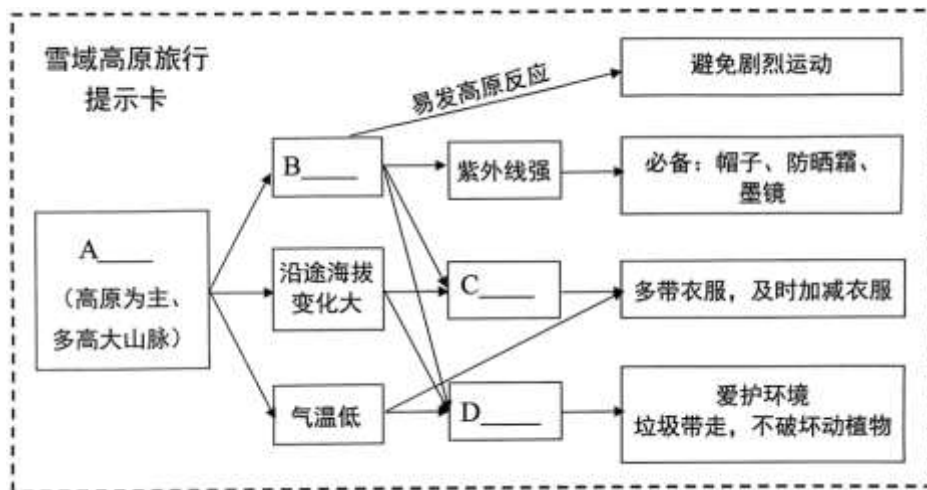 雪域高原旅行
提示卡
A____
（高原为主、
多高大山脉）
B____
沿途海拔
变化大
气温低
易发高原反应
紫外线强
C____
D____
避免剧烈运动
必备：帽子、防晒霜、
墨镜
多带衣服，及时加减衣服
爱护环境
垃圾带走，不破坏动植物